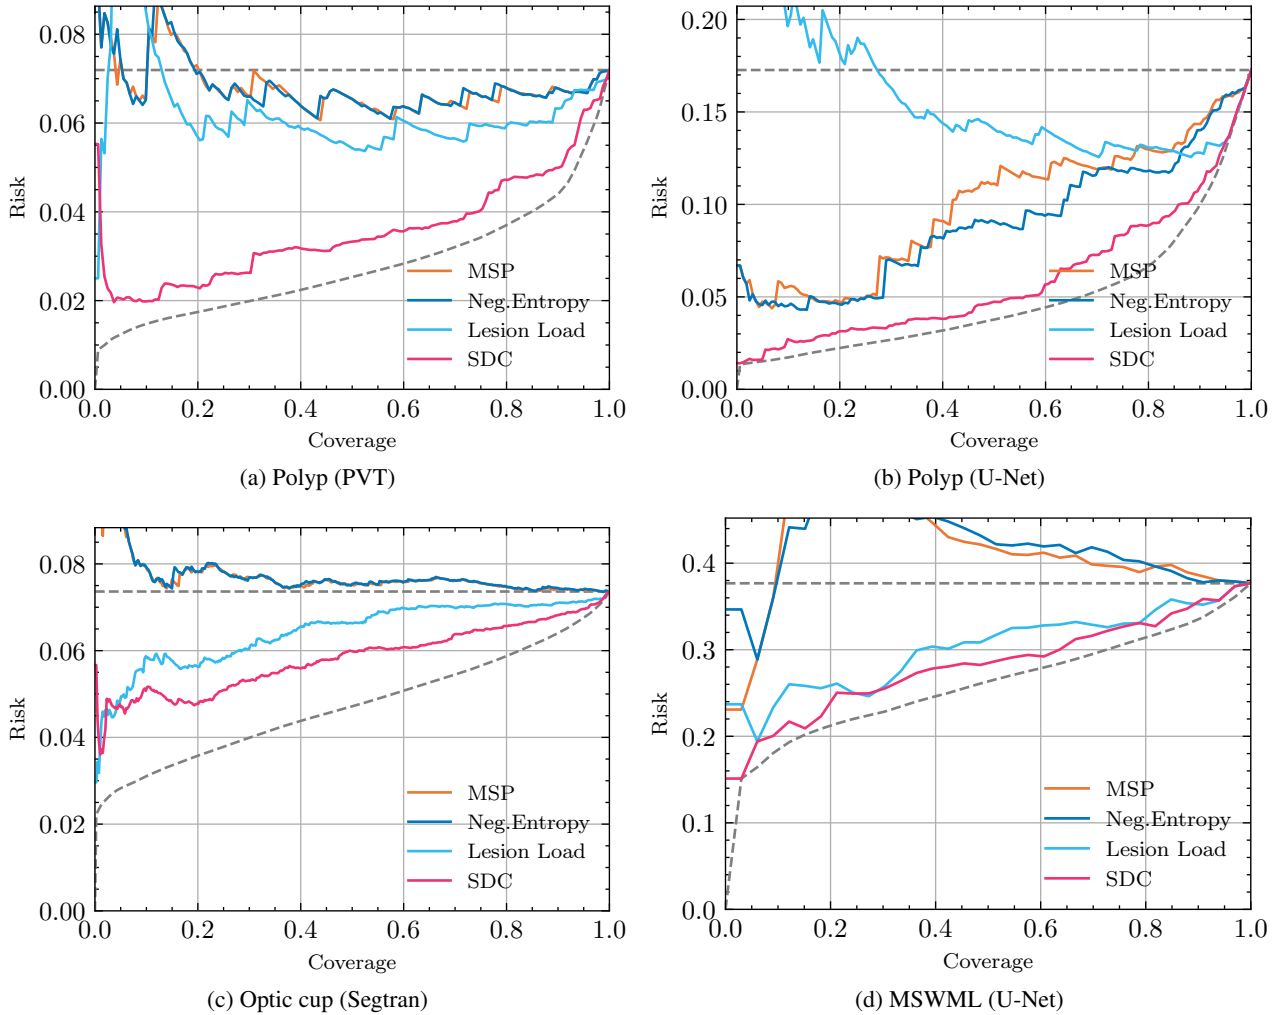 0.08
0.06
0.04
0.02
0.00
Risk
MSP
Neg.Entropy
Lesion Load
SDC
0.0 0.2 0.4 0.6 0.8 1.0
Coverage
(a) Polyp (PVT)
0.20
0.15
0.10
0.05
0.00
Risk
MSP
Neg.Entropy
Lesion Load
SDC
0.0 0.2 0.4 0.6 0.8 1.0
Coverage
(b) Polyp (U-Net)
0.08
0.06
0.04
0.02
0.00
Risk
MSP
Neg.Entropy
Lesion Load
SDC
0.0 0.2 0.4 0.6 0.8 1.0
Coverage
(c) Optic cup (Segtran)
0.4
0.3
0.2
0.1
0.0
Risk
MSP
Neg.Entropy
Lesion Load
SDC
0.0 0.2 0.4 0.6 0.8 1.0
Coverage
(d) MSWML (U-Net)